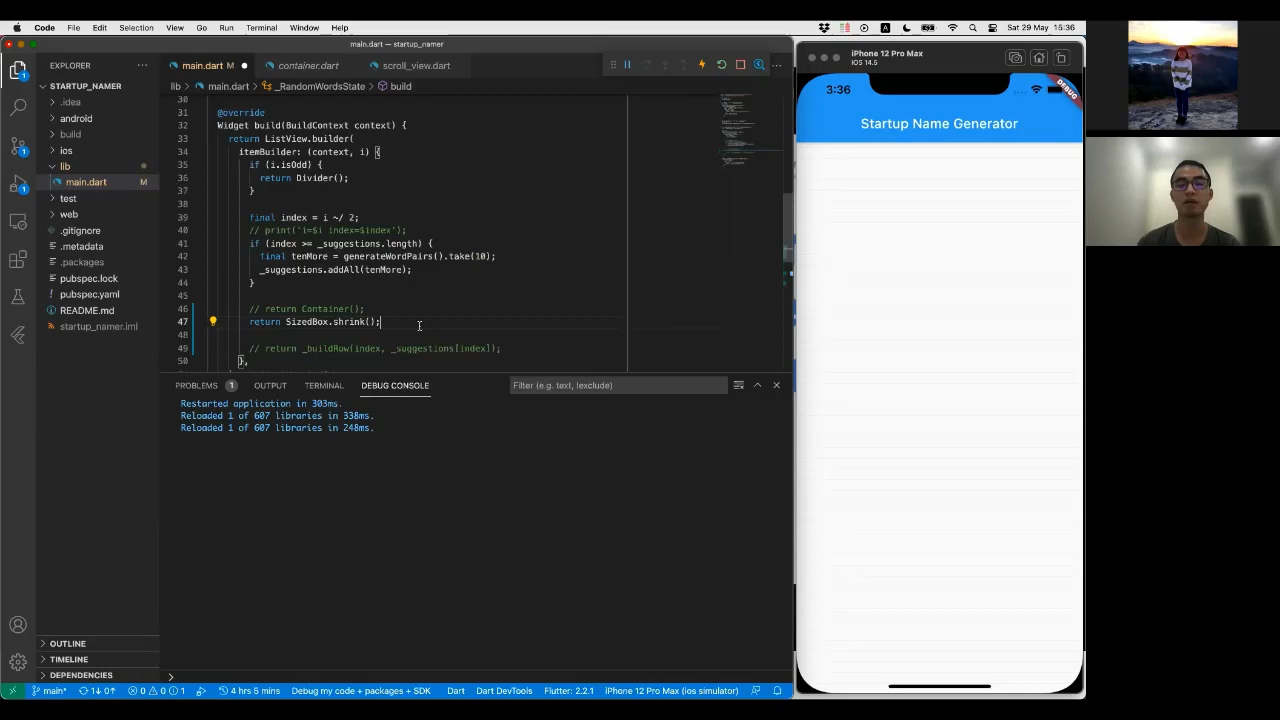 Code File Edit Selection View Go Run Terminal Window Help
Sat 29 May 15:36
main.dart — startup_namer
EXPLORER
STARTUP_NAMER
.idea
android
build
ios
lib
main.dart M
test
web
.gitignore
.metadata
.packages
pubspec.lock
pubspec.yaml
README.md
startup_namer.iml
OUTLINE
TIMELINE
DEPENDENCIES
main.dart M
container.dart
scroll_view.dart
lib > main.dart > _RandomWordsState > build
30
31 @override
32 Widget build(BuildContext context) {
33 return ListView.builder(
34 itemBuilder: (context, i) {
35 if (i.isOdd) {
36 return Divider();
37 }
38
39 final index = i ~/ 2;
40 // print('i=$i index=$index');
41 if (index >= _suggestions.length) {
42 final tenMore = generateWordPairs().take(10);
43 _suggestions.addAll(tenMore);
44 }
45
46 // return Container();
47 return SizedBox.shrink();
48
49 // return _buildRow(index, _suggestions[index]);
50 },
PROBLEMS 1 OUTPUT TERMINAL DEBUG CONSOLE
Filter (e.g. text, !exclude)
Restarted application in 303ms.
Reloaded 1 of 607 libraries in 338ms.
Reloaded 1 of 607 libraries in 248ms.
main* 1↓ 0↑ 0 0 1 4 hrs 5 mins Debug my code + packages + SDK Dart Dart DevTools Flutter: 2.2.1 iPhone 12 Pro Max (ios simulator)
iPhone 12 Pro Max
iOS 14.5
3:36
DEBUG
Startup Name Generator